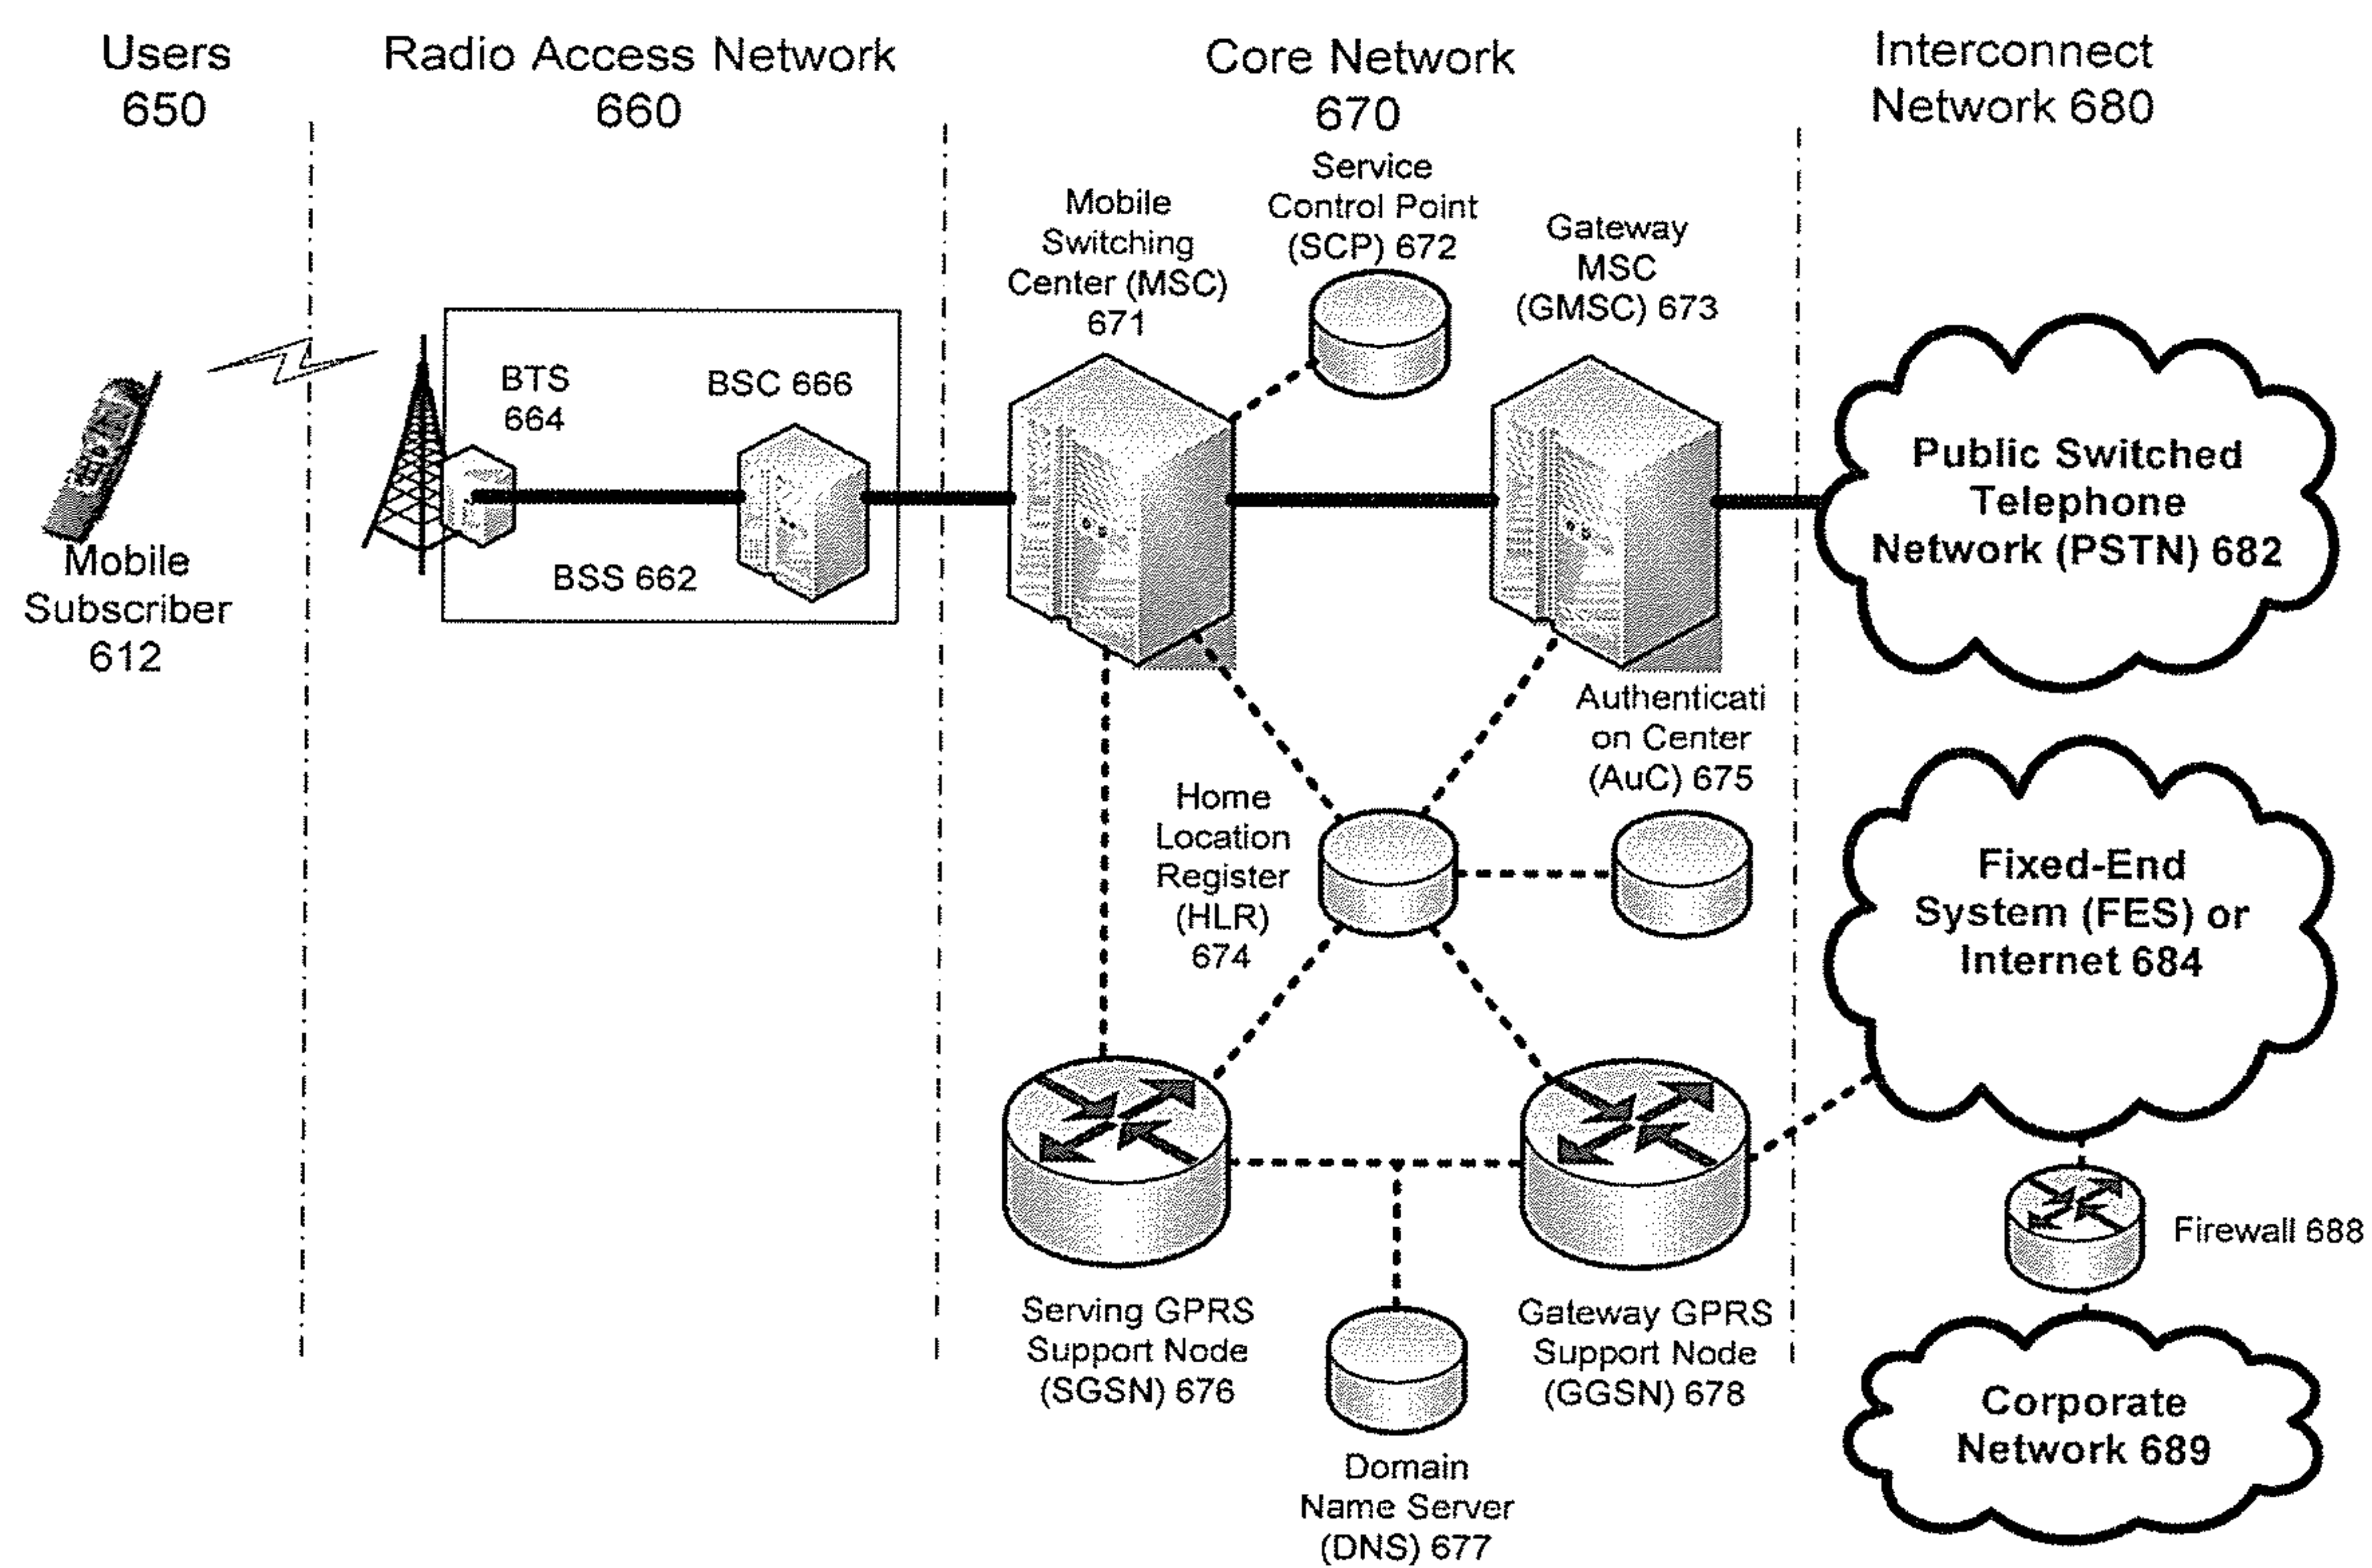 Users
650
Radio Access Network
660
Core Network
670
Interconnect
Network 680
Service
Control Point
(SCP) 672
Mobile
Switching
Center (MSC)
671
Gateway
MSC
(GMSC) 673
BTS
664
BSC 666
BSS 662
Mobile
Subscriber
612
Public Switched
Telephone
Network (PSTN) 682
Authenticati
on Center
(AuC) 675
Home
Location
Register
(HLR)
674
Fixed-End
System (FES) or
Internet 684
Firewall 688
Serving GPRS
Support Node
(SGSN) 676
Gateway GPRS
Support Node
(GGSN) 678
Corporate
Network 689
Domain
Name Server
(DNS) 677